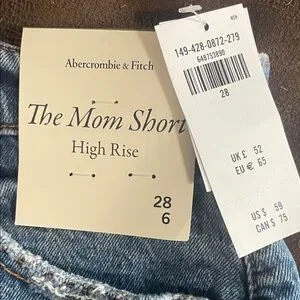 Abercrombie & Fitch
The Mom Short
High Rise
28
6
149-428-0872-279
648753890
28
UK £ 52
EU € 65
US $ 59
CAN $ 75